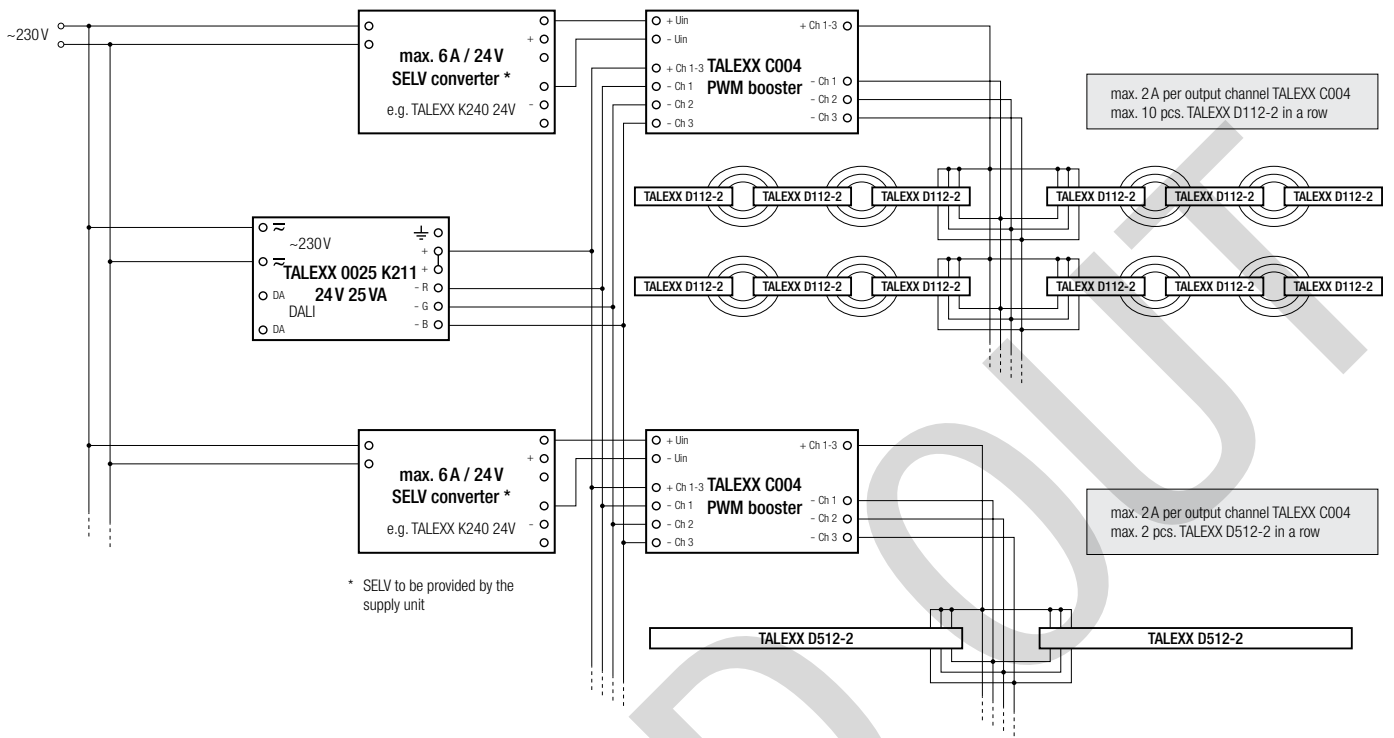 ~230 V
max. 6 A / 24 V
SELV converter *
e.g. TALEXX K240 24V
+
-
+ Uin
- Uin
+ Ch 1-3
- Ch 1
- Ch 2
- Ch 3
TALEXX C004
PWM booster
+ Ch 1-3
- Ch 1
- Ch 2
- Ch 3
max. 2 A per output channel TALEXX C004
max. 10 pcs. TALEXX D112-2 in a row
TALEXX D112-2 TALEXX D112-2 TALEXX D112-2 TALEXX D112-2 TALEXX D112-2 TALEXX D112-2
~230 V
TALEXX 0025 K211
24 V 25 VA
DA
DALI
DA
+
+
- R
- G
- B
TALEXX D112-2 TALEXX D112-2 TALEXX D112-2 TALEXX D112-2 TALEXX D112-2 TALEXX D112-2
max. 6 A / 24 V
SELV converter *
e.g. TALEXX K240 24V
+
-
+ Uin
- Uin
+ Ch 1-3
- Ch 1
- Ch 2
- Ch 3
TALEXX C004
PWM booster
+ Ch 1-3
- Ch 1
- Ch 2
- Ch 3
max. 2 A per output channel TALEXX C004
max. 2 pcs. TALEXX D512-2 in a row
* SELV to be provided by the
supply unit
TALEXX D512-2 TALEXX D512-2
D OUT